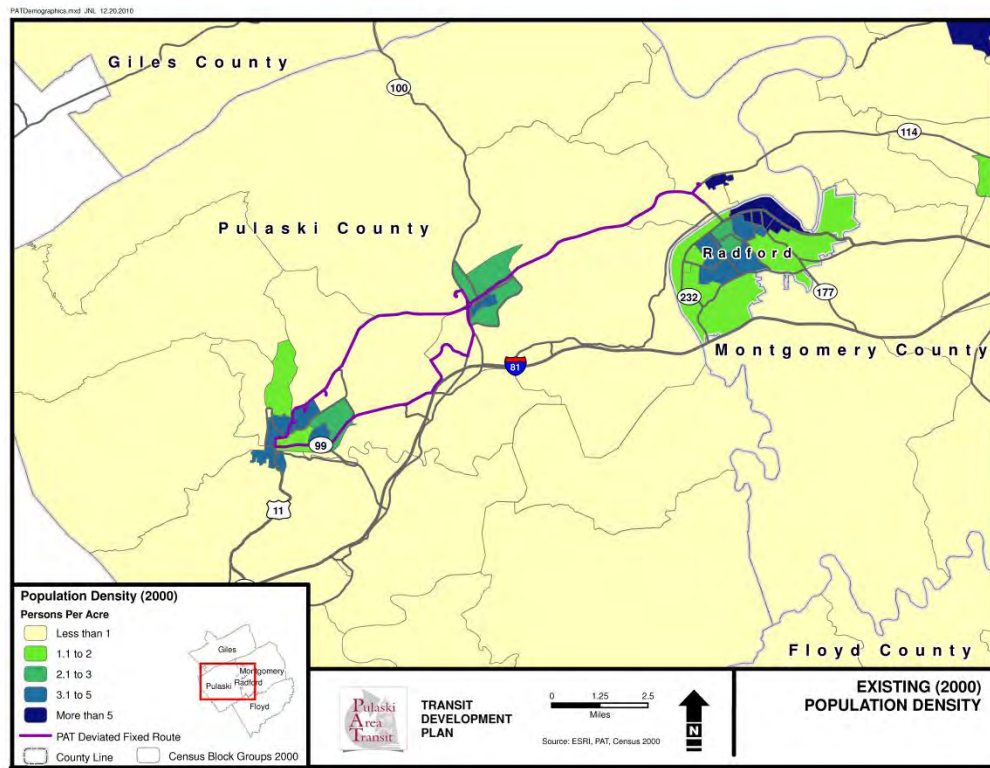 PATDemographics.mxd JNL 12.20.2010
Giles County
100
114
Pulaski County
Radford
232
177
Montgomery County
81
99
11
Floyd County
Population Density (2000)
Persons Per Acre
Less than 1
1.1 to 2
2.1 to 3
3.1 to 5
More than 5
PAT Deviated Fixed Route
County Line
Census Block Groups 2000
Giles
Montgomery
Pulaski
Radford
Floyd
Pulaski
Area
Transit
TRANSIT
DEVELOPMENT
PLAN
0 1.25 2.5
Miles
Source: ESRI, PAT, Census 2000
N
EXISTING (2000)
POPULATION DENSITY